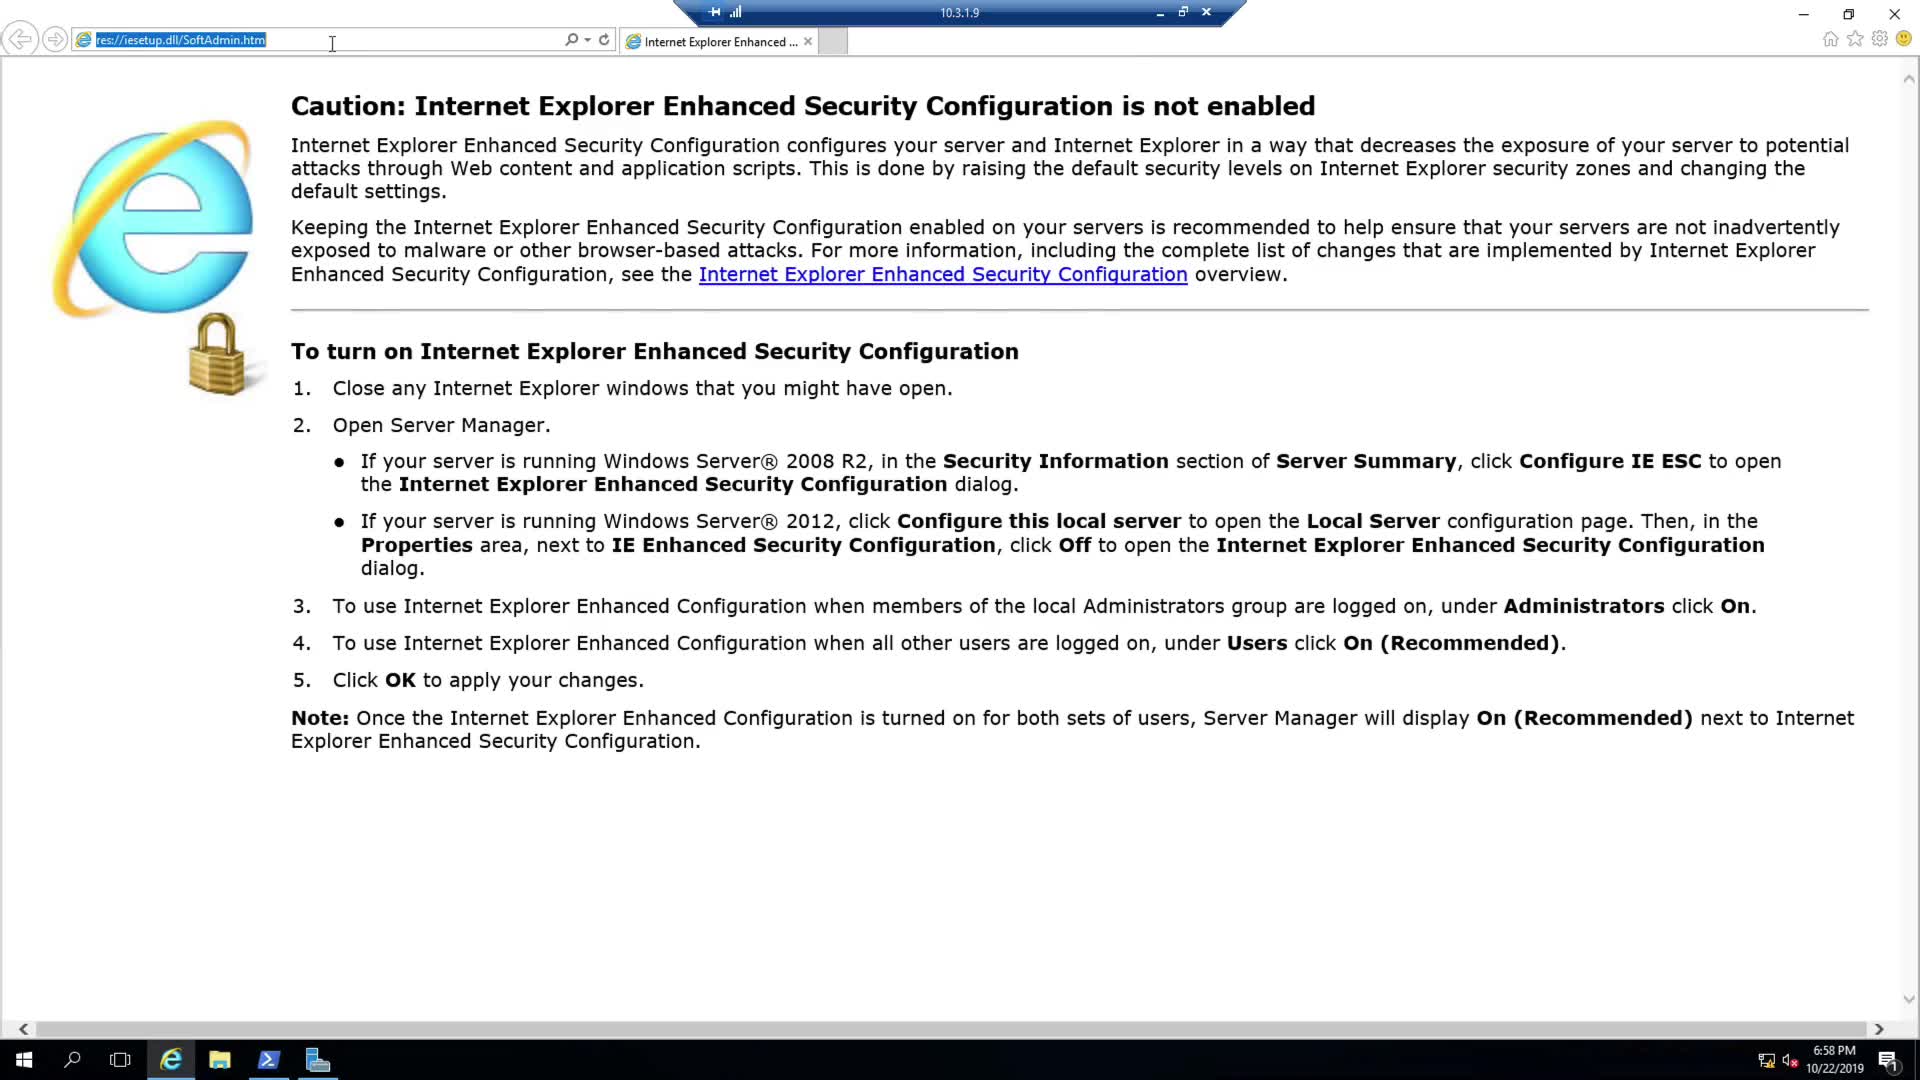 10.3.1.9
res://iesetup.dll/SoftAdmin.htm
Internet Explorer Enhanced ...
Caution: Internet Explorer Enhanced Security Configuration is not enabled
Internet Explorer Enhanced Security Configuration configures your server and Internet Explorer in a way that decreases the exposure of your server to potential
attacks through Web content and application scripts. This is done by raising the default security levels on Internet Explorer security zones and changing the
default settings.
Keeping the Internet Explorer Enhanced Security Configuration enabled on your servers is recommended to help ensure that your servers are not inadvertently
exposed to malware or other browser-based attacks. For more information, including the complete list of changes that are implemented by Internet Explorer
Enhanced Security Configuration, see the Internet Explorer Enhanced Security Configuration overview.
To turn on Internet Explorer Enhanced Security Configuration
1. Close any Internet Explorer windows that you might have open.
2. Open Server Manager.
● If your server is running Windows Server® 2008 R2, in the Security Information section of Server Summary, click Configure IE ESC to open
the Internet Explorer Enhanced Security Configuration dialog.
● If your server is running Windows Server® 2012, click Configure this local server to open the Local Server configuration page. Then, in the
Properties area, next to IE Enhanced Security Configuration, click Off to open the Internet Explorer Enhanced Security Configuration
dialog.
3. To use Internet Explorer Enhanced Configuration when members of the local Administrators group are logged on, under Administrators click On.
4. To use Internet Explorer Enhanced Configuration when all other users are logged on, under Users click On (Recommended).
5. Click OK to apply your changes.
Note: Once the Internet Explorer Enhanced Configuration is turned on for both sets of users, Server Manager will display On (Recommended) next to Internet
Explorer Enhanced Security Configuration.
6:58 PM
10/22/2019
1